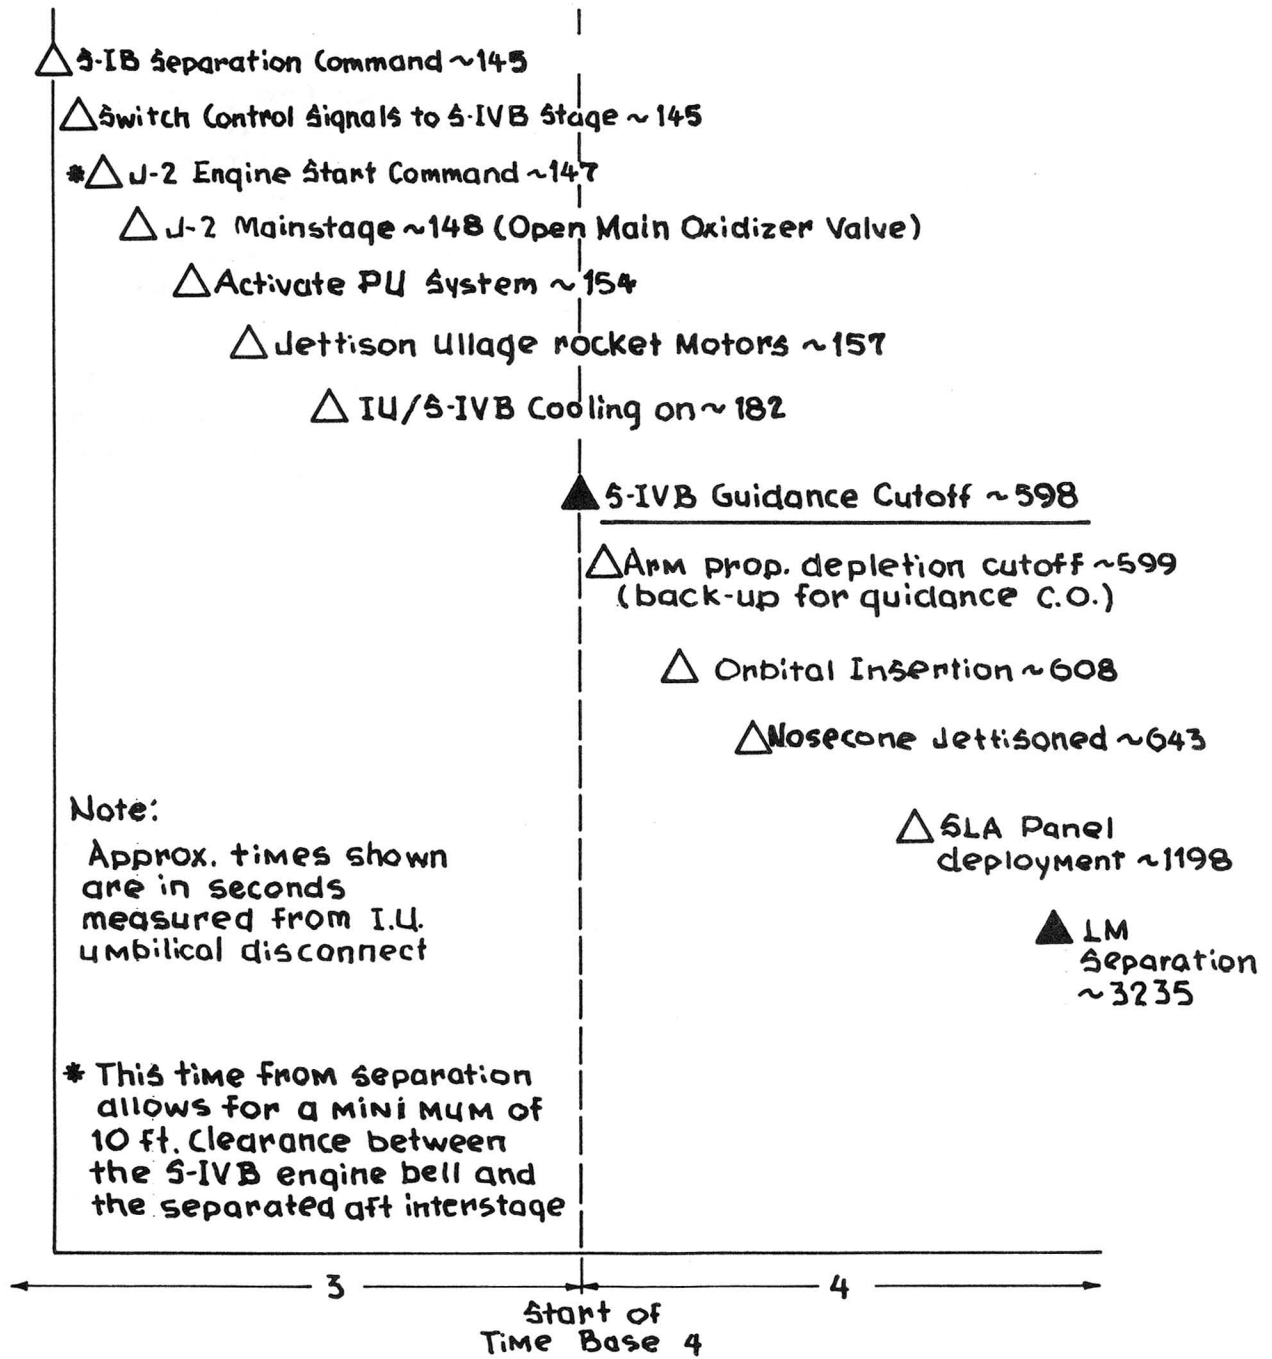 S-IB Separation Command ~145
Switch Control Signals to S-IVB Stage ~ 145
* J-2 Engine Start Command ~147
J-2 Mainstage ~148 (Open Main Oxidizer Valve)
Activate PU System ~ 154
Jettison Ullage rocket Motors ~157
IU/S-IVB Cooling on ~ 182
S-IVB Guidance Cutoff ~598
Arm prop. depletion cutoff ~599
(back-up for guidance C.O.)
Orbital Insertion ~608
Nosecone Jettisoned ~643
SLA Panel
deployment ~1198
LM
Separation
~3235
Note:
Approx. times shown
are in seconds
measured from I.U.
umbilical disconnect
* This time from separation
allows for a minimum of
10 ft. Clearance between
the S-IVB engine bell and
the separated aft interstage
3
4
Start of
Time Base 4